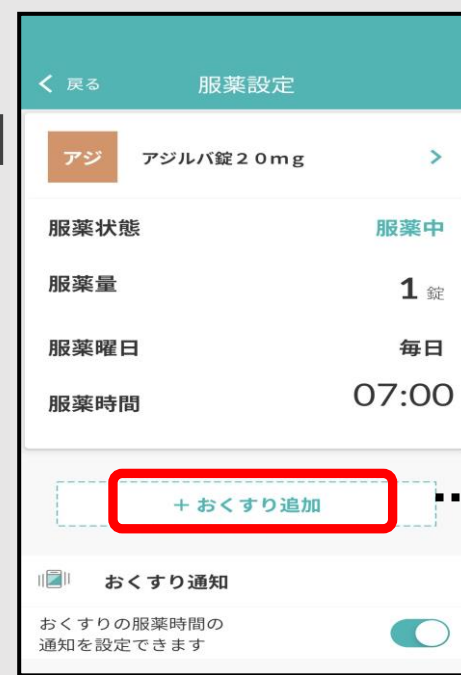 戻る 服薬設定
アジ アジルバ錠20mg
服薬状態 服薬中
服薬量 1 錠
服薬曜日 毎日
服薬時間 07:00
+ おくすり追加
おくすり通知
おくすりの服薬時間の
通知を設定できます